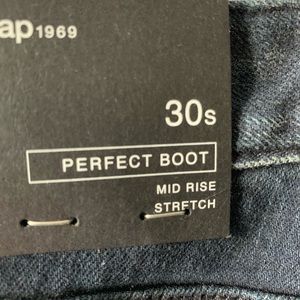 ap1969
30s
PERFECT BOOT
MID RISE
STRETCH